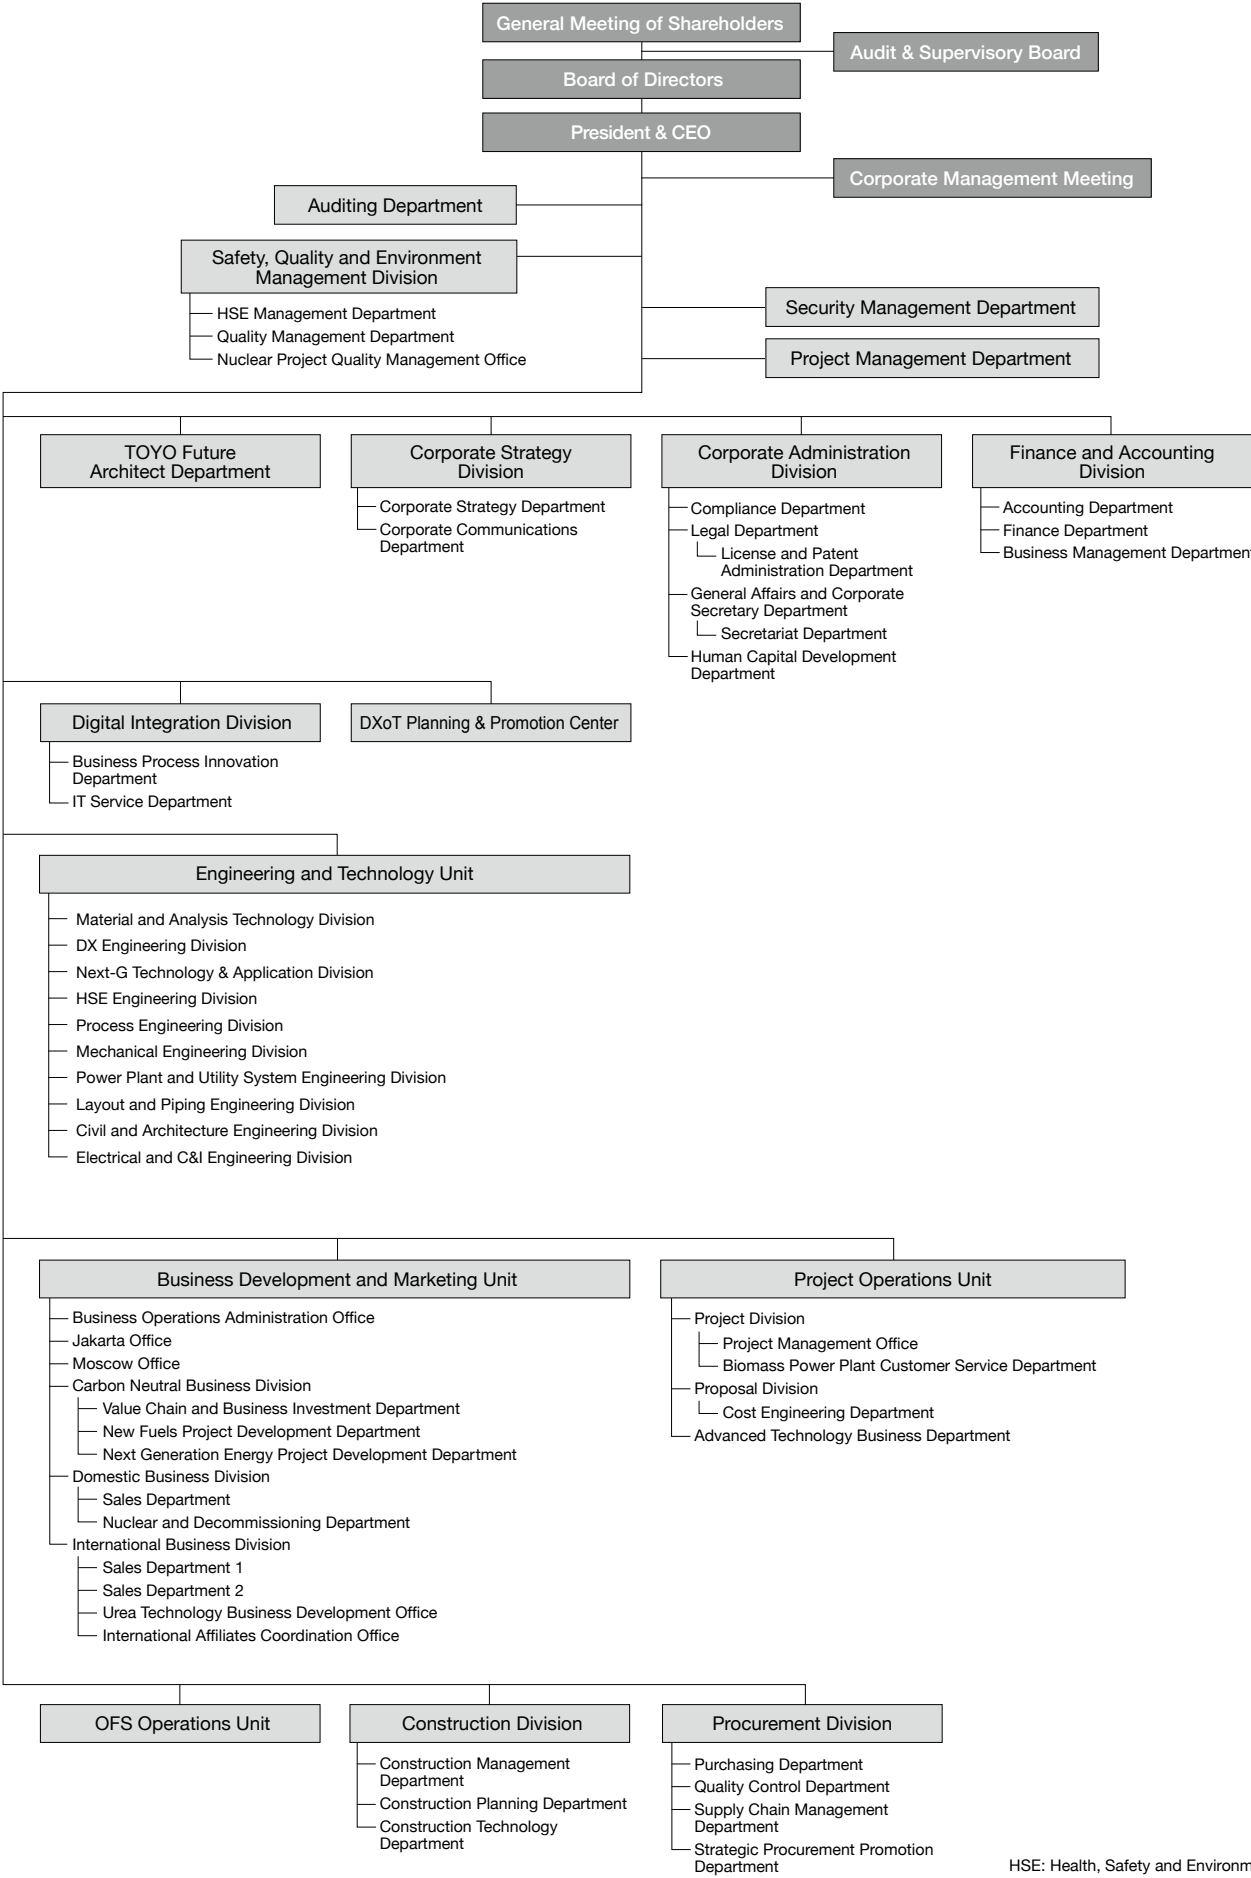 General Meeting of Shareholders
Audit & Supervisory Board
Board of Directors
President & CEO
Corporate Management Meeting
Auditing Department
Safety, Quality and Environment
Management Division
HSE Management Department
Quality Management Department
Nuclear Project Quality Management Office
Security Management Department
Project Management Department
TOYO Future
Architect Department
Corporate Strategy
Division
Corporate Strategy Department
Corporate Communications
Department
Corporate Administration
Division
Compliance Department
Legal Department
License and Patent
Administration Department
General Affairs and Corporate
Secretary Department
Secretariat Department
Human Capital Development
Department
Finance and Accounting
Division
Accounting Department
Finance Department
Business Management Department
Digital Integration Division
Business Process Innovation
Department
IT Service Department
DXoT Planning & Promotion Center
Engineering and Technology Unit
Material and Analysis Technology Division
DX Engineering Division
Next-G Technology & Application Division
HSE Engineering Division
Process Engineering Division
Mechanical Engineering Division
Power Plant and Utility System Engineering Division
Layout and Piping Engineering Division
Civil and Architecture Engineering Division
Electrical and C&I Engineering Division
Business Development and Marketing Unit
Business Operations Administration Office
Jakarta Office
Moscow Office
Carbon Neutral Business Division
Value Chain and Business Investment Department
New Fuels Project Development Department
Next Generation Energy Project Development Department
Domestic Business Division
Sales Department
Nuclear and Decommissioning Department
International Business Division
Sales Department 1
Sales Department 2
Urea Technology Business Development Office
International Affiliates Coordination Office
Project Operations Unit
Project Division
Project Management Office
Biomass Power Plant Customer Service Department
Proposal Division
Cost Engineering Department
Advanced Technology Business Department
OFS Operations Unit
Construction Division
Construction Management
Department
Construction Planning Department
Construction Technology
Department
Procurement Division
Purchasing Department
Quality Control Department
Supply Chain Management
Department
Strategic Procurement Promotion
Department
HSE: Health, Safety and Environm